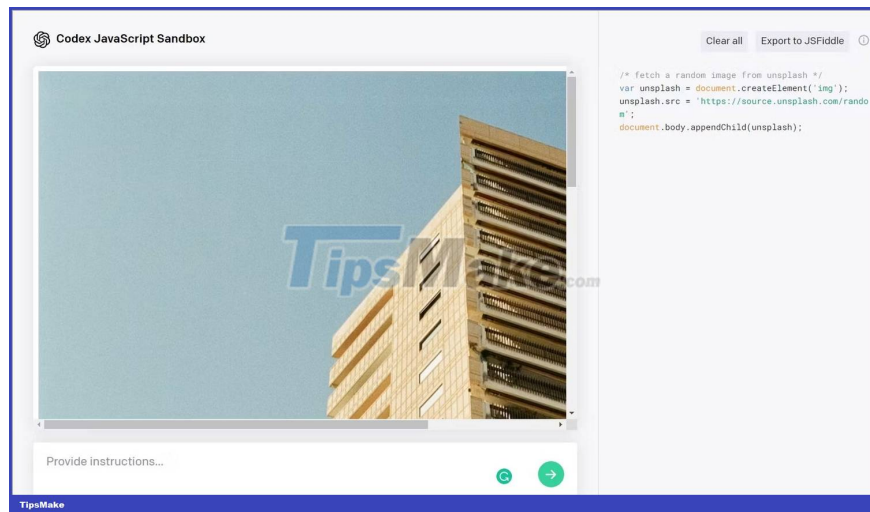 Codex JavaScript Sandbox
Clear all Export to JSFiddle
/* fetch a random image from unsplash */
var unsplash = document.createElement('img');
unsplash.src = 'https://source.unsplash.com/rando
m';
document.body.appendChild(unsplash);
TipsMake.com
Provide instructions...
TipsMake